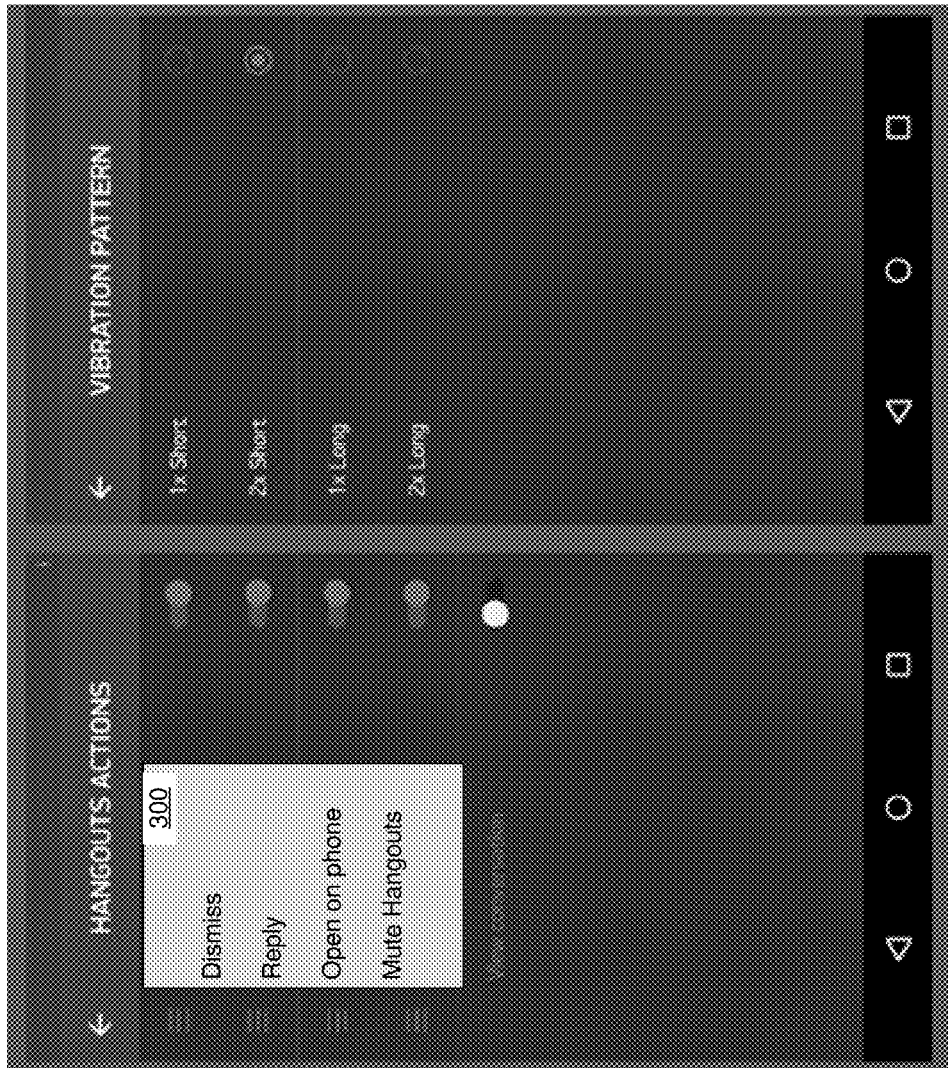 HANGOUTS ACTIONS
300
Dismiss
Reply
Open on phone
Mute Hangouts
VIBRATION PATTERN
1x Short
2x Short
1x Long
2x Long